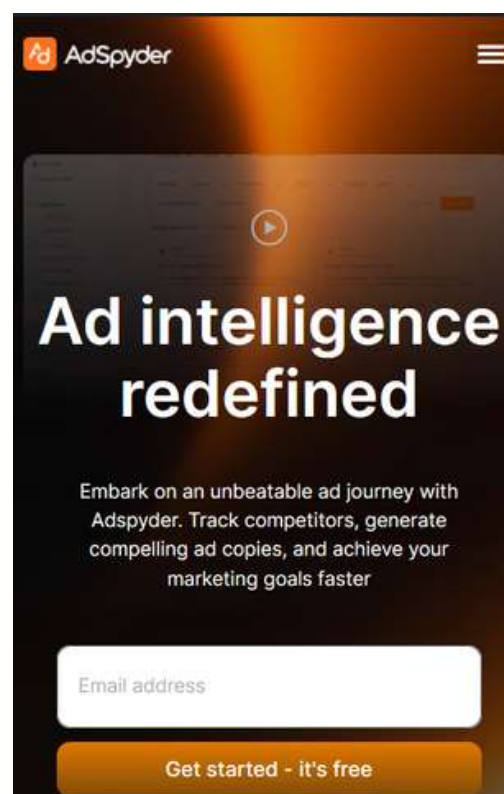 Ad AdSpyder
Ad intelligence
redefined
Embark on an unbeatable ad journey with
Adspyder. Track competitors, generate
compelling ad copies, and achieve your
marketing goals faster
Email address
Get started - it's free